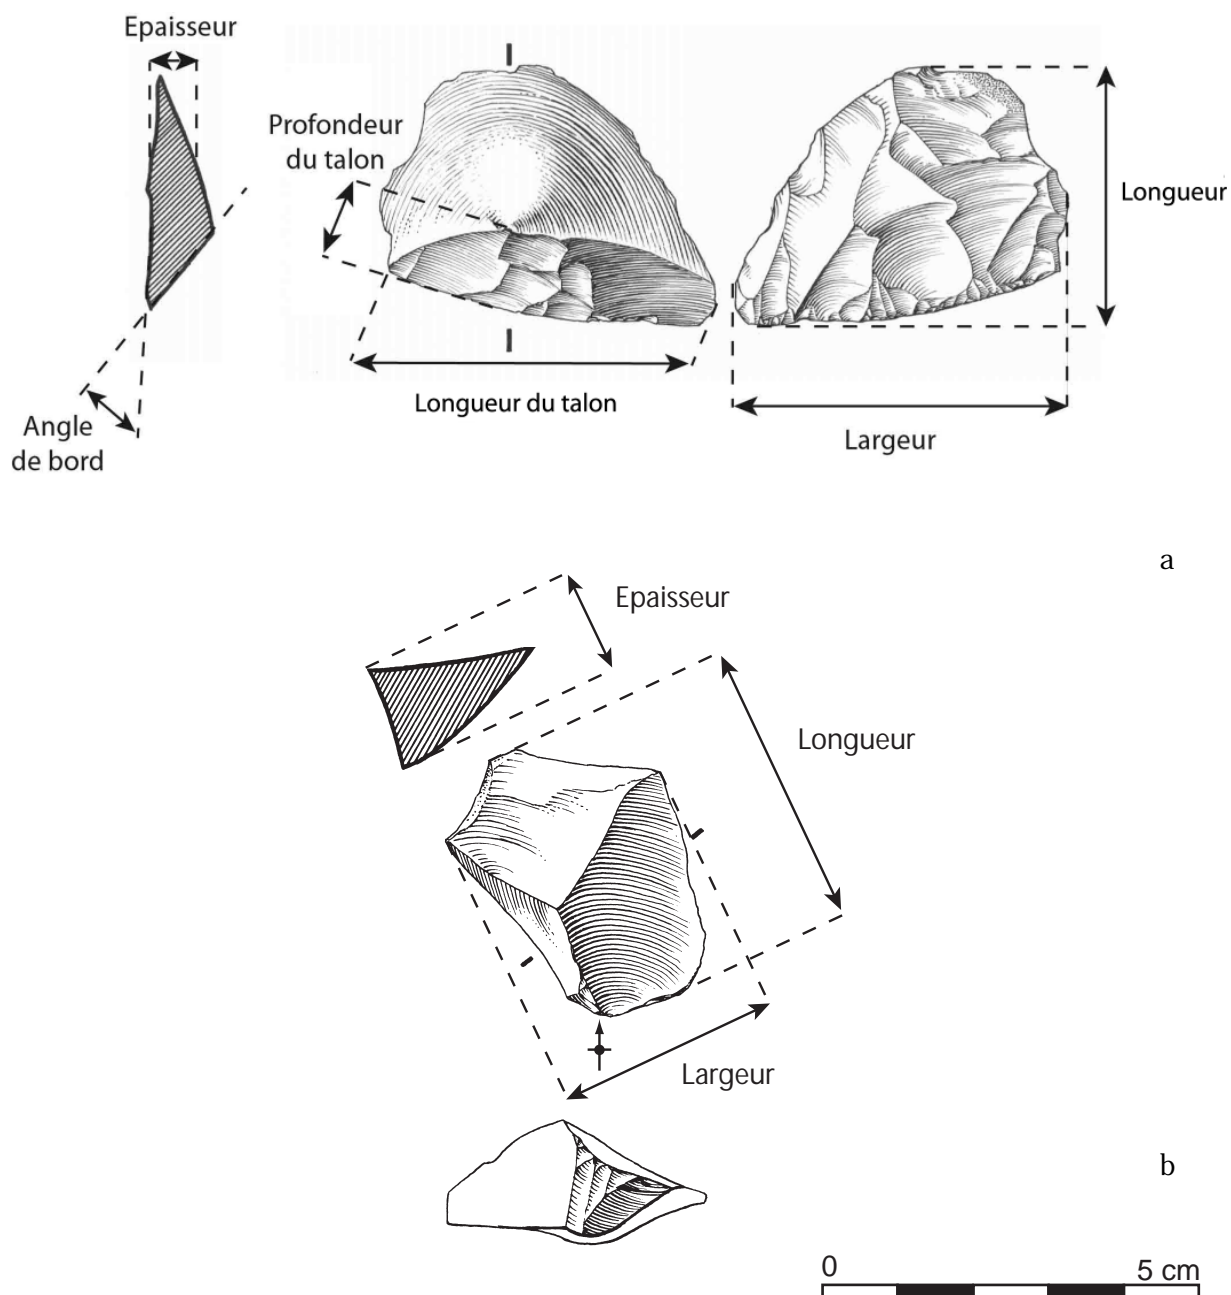 Epaisseur
Profondeur
du talon
Longueur
Longueur du talon
Angle
de bord
Largeur
a
Epaisseur
Longueur
Largeur
b
0 5 cm